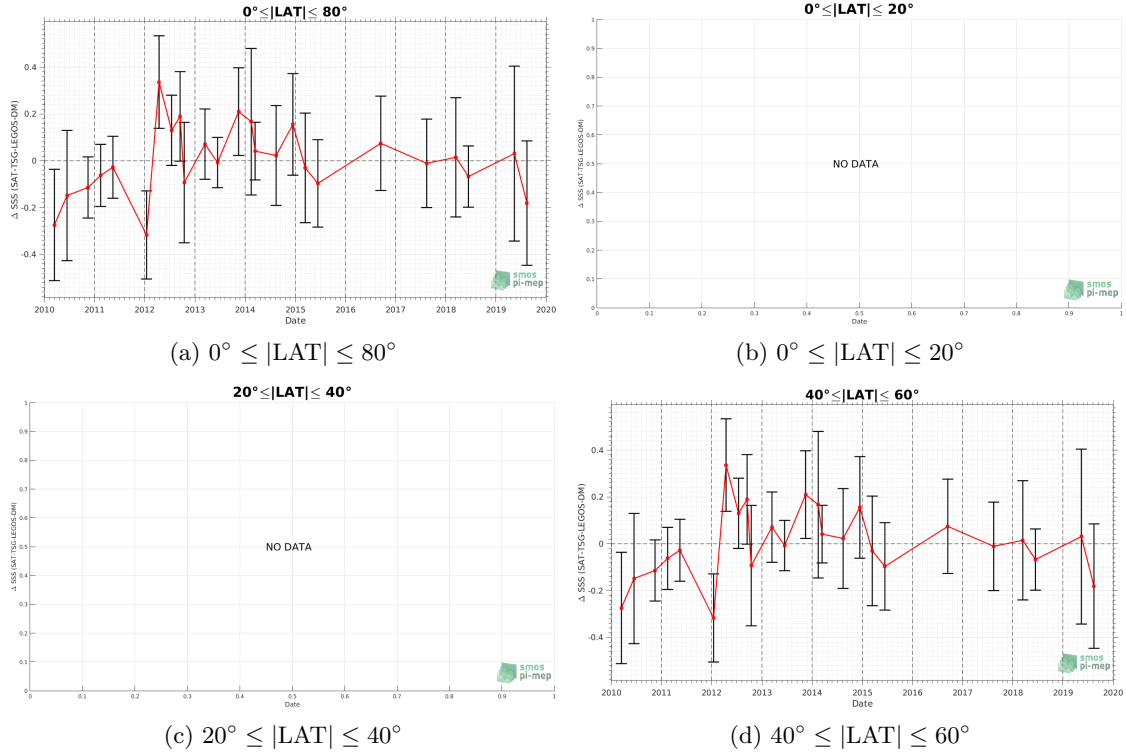 0°≤|LAT|≤ 80°
Δ SSS (SAT-TSG-LEGOS-DM)
0.4
0.2
0
-0.2
-0.4
2010 2011 2012 2013 2014 2015 2016 2017 2018 2019 2020
Date
smos
pi-mep
(a) 0° ≤ |LAT| ≤ 80°
0°≤|LAT|≤ 20°
Δ SSS (SAT-TSG-LEGOS-DM)
1
0.9
0.8
0.7
0.6
0.5
0.4
0.3
0.2
0.1
0
NO DATA
0 0.1 0.2 0.3 0.4 0.5 0.6 0.7 0.8 0.9 1
Date
smos
pi-mep
(b) 0° ≤ |LAT| ≤ 20°
20°≤|LAT|≤ 40°
Δ SSS (SAT-TSG-LEGOS-DM)
1
0.9
0.8
0.7
0.6
0.5
0.4
0.3
0.2
0.1
0
NO DATA
0 0.1 0.2 0.3 0.4 0.5 0.6 0.7 0.8 0.9 1
Date
smos
pi-mep
(c) 20° ≤ |LAT| ≤ 40°
40°≤|LAT|≤ 60°
Δ SSS (SAT-TSG-LEGOS-DM)
0.4
0.2
0
-0.2
-0.4
2010 2011 2012 2013 2014 2015 2016 2017 2018 2019 2020
Date
smos
pi-mep
(d) 40° ≤ |LAT| ≤ 60°